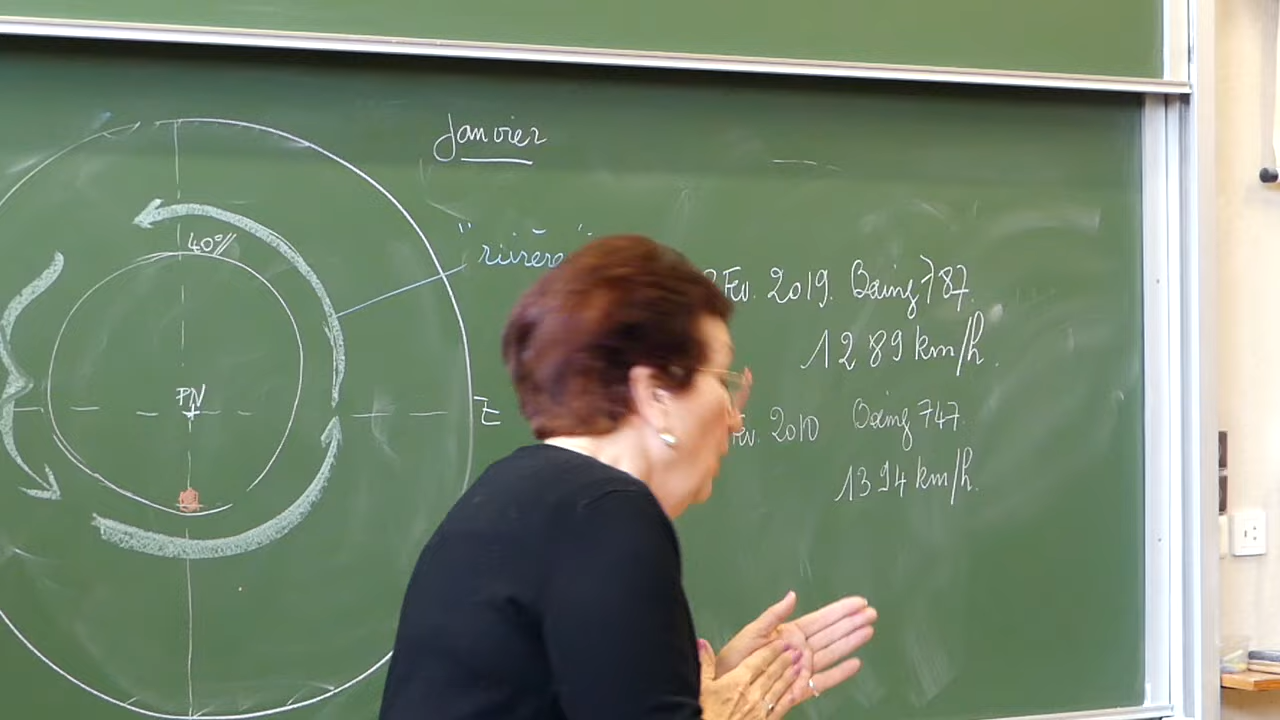 Janvier
"rivière"
40%
Fev. 2019. Boeing 787.
1289 km/h.
PN
E
Fev. 2010 Boeing 747.
1394 km/h.